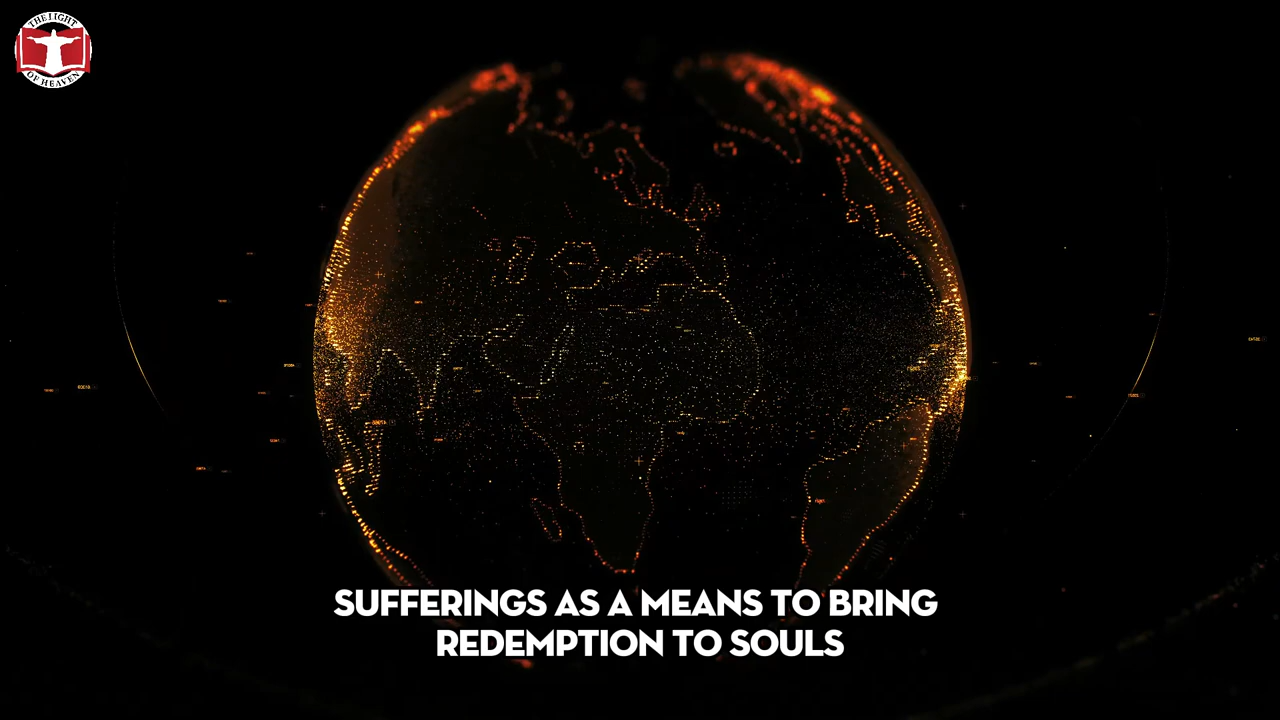 THE LIGHT
OF HEAVEN
SUFFERINGS AS A MEANS TO BRING
REDEMPTION TO SOULS